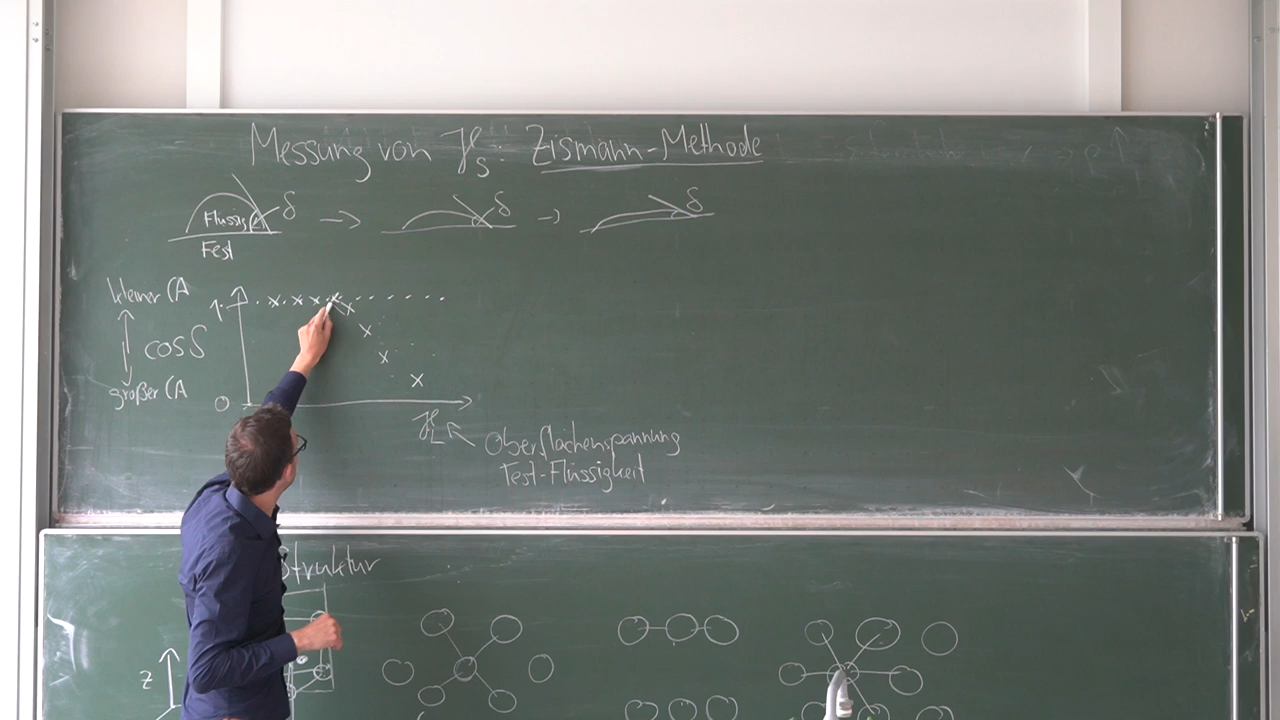 Messung von γS: Zismann-Methode
δ → δ → δ
Flüssig
Fest
kleiner CA
1
cos δ
großer CA
0
γL
Oberflächenspannung
Test-Flüssigkeit
Struktur
z